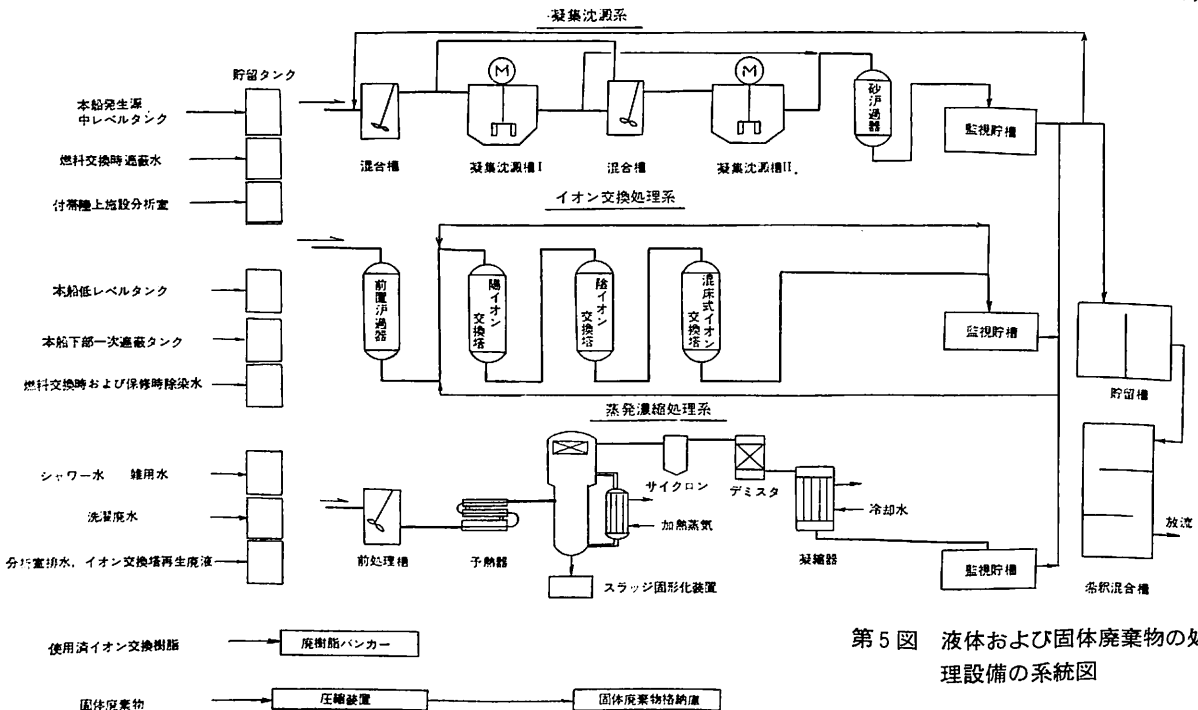 凝集沈澱系
貯留タンク
本船発生源
中レベルタンク
燃料交換時遮蔽水
付帯陸上施設分析室
M
M
混合槽
凝集沈澱槽I
混合槽
凝集沈澱槽II
砂沪過器
監視貯槽
イオン交換処理系
本船低レベルタンク
本船下部一次遮蔽タンク
燃料交換時および保修時除染水
前置沪過器
陽イオン
交換塔
陰イオン
交換塔
混床式イオン
交換塔
監視貯槽
貯留槽
蒸発濃縮処理系
シャワー水 雑用水
洗濯廃水
分析室排水,イオン交換塔再生廃液
前処理槽
予熱器
サイクロン
デミスタ
加熱蒸気
冷却水
凝縮器
スラッジ固形化装置
監視貯槽
放流
希釈混合槽
使用済イオン交換樹脂
廃樹脂バンカー
固体廃棄物
圧縮装置
固体廃棄物格納庫
第5図 液体および固体廃棄物の処
理設備の系統図